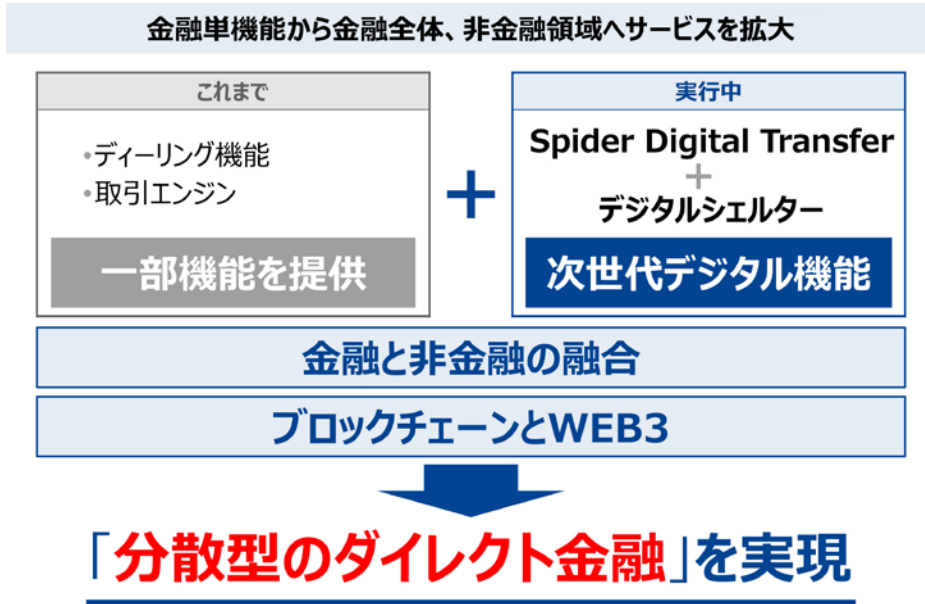 金融単機能から金融全体、非金融領域へサービスを拡大
これまで
•ディーリング機能
•取引エンジン
一部機能を提供
+
実行中
Spider Digital Transfer
+
デジタルシェルター
次世代デジタル機能
金融と非金融の融合
ブロックチェーンとWEB3
「分散型のダイレクト金融」を実現